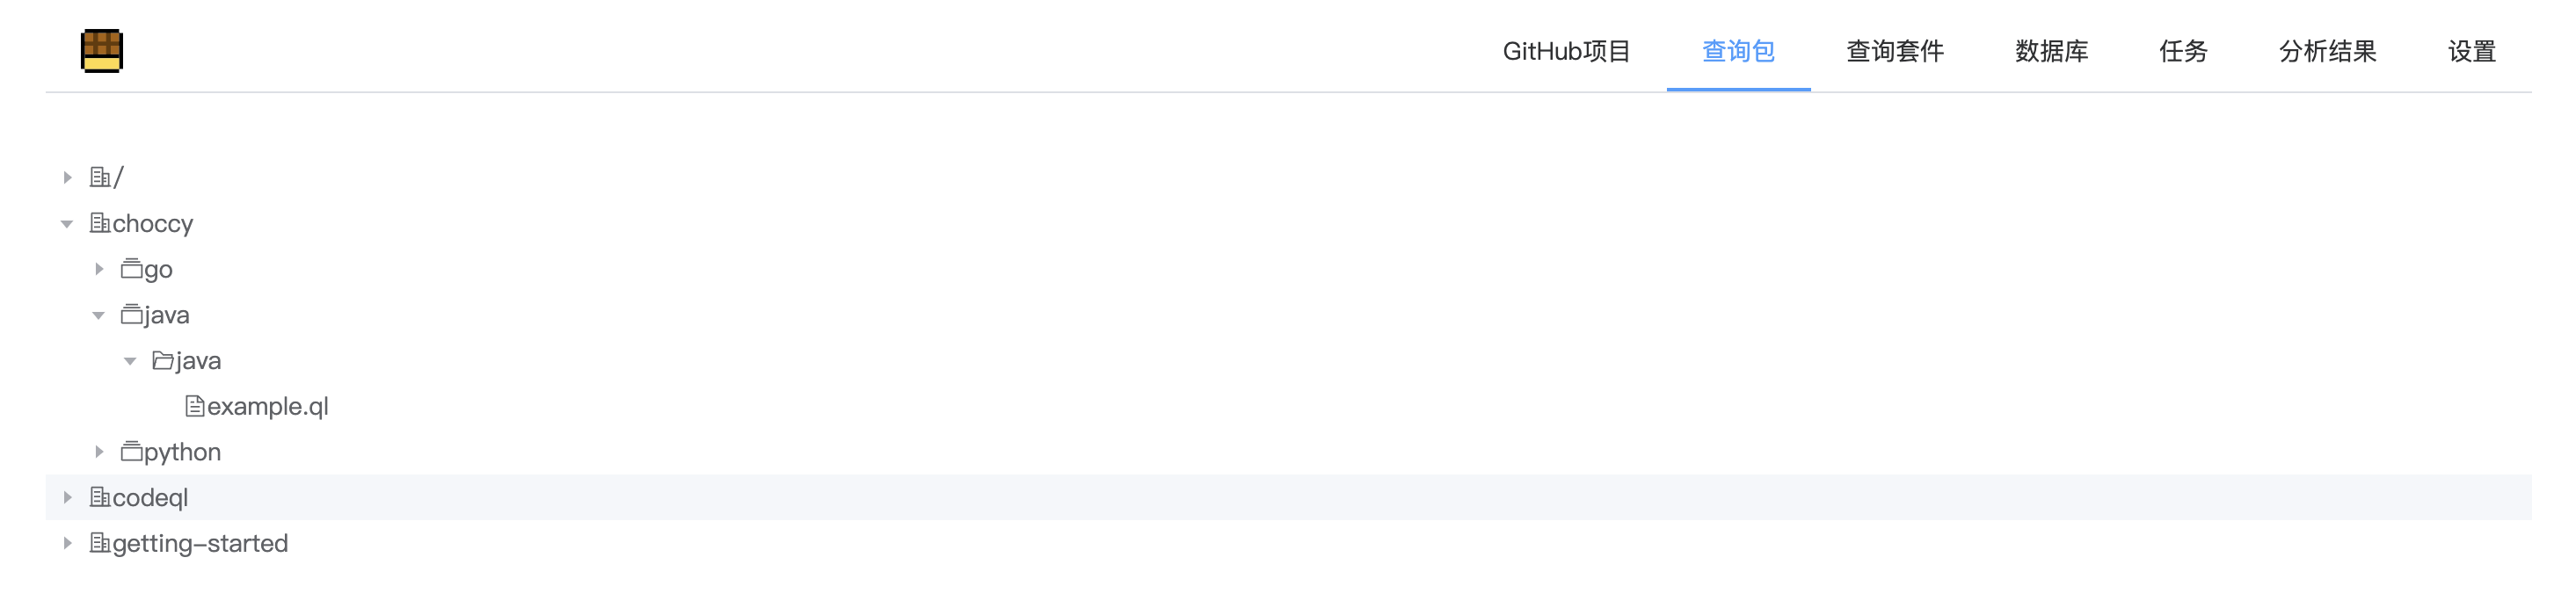 GitHub项目 查询包 查询套件 数据库 任务 分析结果 设置
/
choccy
go
java
java
example.ql
python
codeql
getting-started